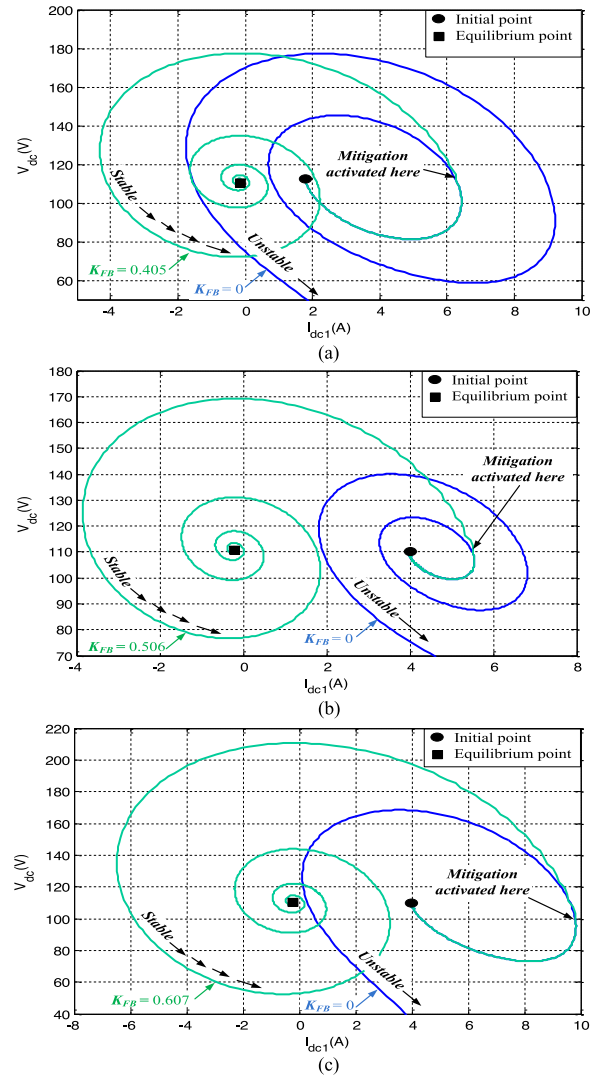 200
180
160
140
120
100
80
60
V_dc(V)
Initial point
Equilibrium point
Mitigation
activated here
Stable
Unstable
K_FB = 0.405
K_FB = 0
-4 -2 0 2 4 6 8 10
I_dc1(A)
(a)
180
170
160
150
140
130
120
110
100
90
80
70
V_dc(V)
Initial point
Equilibrium point
Mitigation
activated here
Stable
Unstable
K_FB = 0.506
K_FB = 0
-4 -2 0 2 4 6 8
I_dc1(A)
(b)
220
200
180
160
140
120
100
80
60
40
V_dc(V)
Initial point
Equilibrium point
Mitigation
activated here
Stable
Unstable
K_FB = 0.607
K_FB = 0
-8 -6 -4 -2 0 2 4 6 8 10
I_dc1(A)
(c)